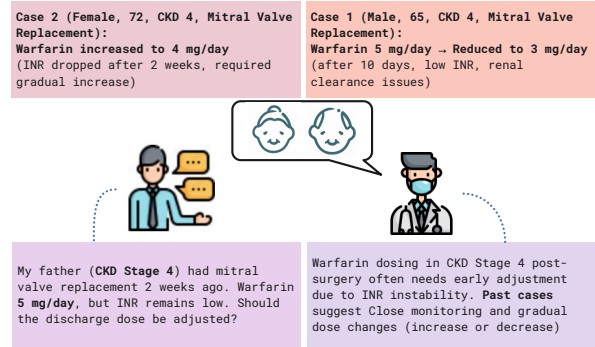 Case 2 (Female, 72, CKD 4, Mitral Valve
Replacement):
Warfarin increased to 4 mg/day
(INR dropped after 2 weeks, required
gradual increase)
Case 1 (Male, 65, CKD 4, Mitral Valve
Replacement):
Warfarin 5 mg/day → Reduced to 3 mg/day
(after 10 days, low INR, renal
clearance issues)
My father (CKD Stage 4) had mitral
valve replacement 2 weeks ago. Warfarin
5 mg/day, but INR remains low. Should
the discharge dose be adjusted?
Warfarin dosing in CKD Stage 4 post-
surgery often needs early adjustment
due to INR instability. Past cases
suggest Close monitoring and gradual
dose changes (increase or decrease)